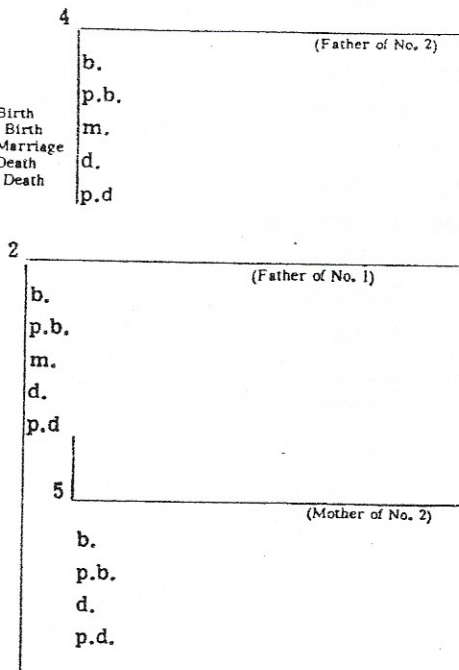 4
(Father of No. 2)
b.
p.b.
Birth
Birth
m.
Marriage
Death
d.
Death
p.d
2
(Father of No. 1)
b.
p.b.
m.
d.
p.d
5
(Mother of No. 2)
b.
p.b.
d.
p.d.